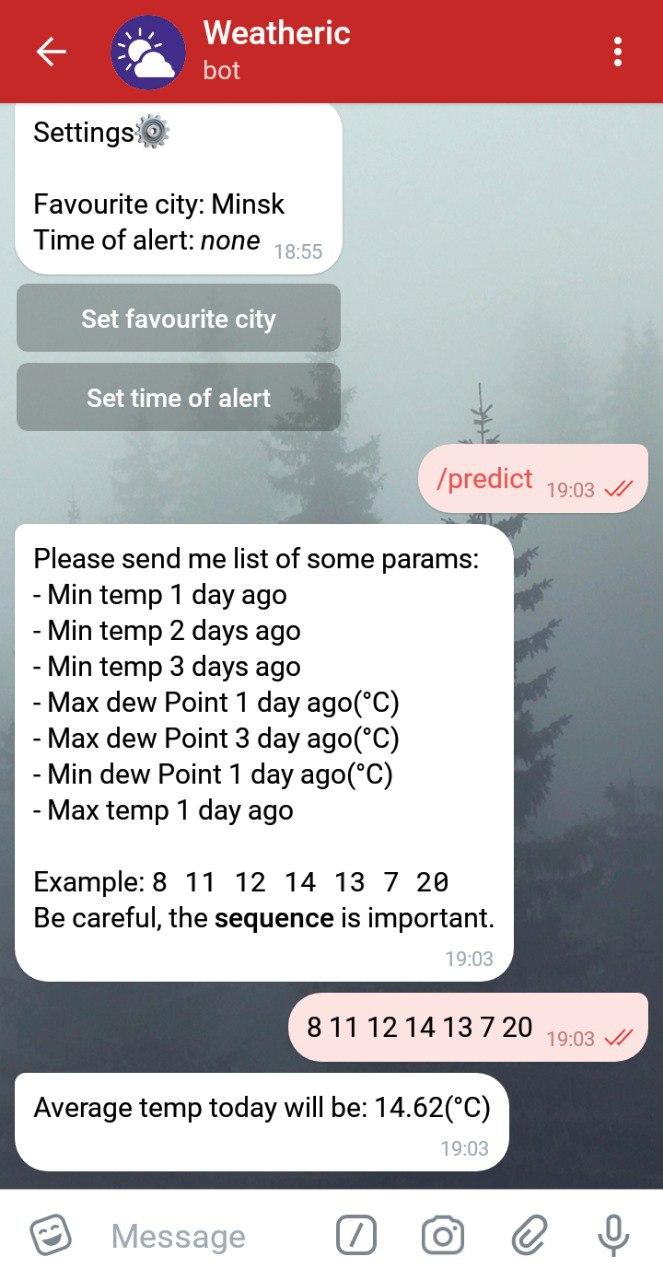 Weatheric
bot
Settings⚙️
Favourite city: Minsk
Time of alert: none 18:55
Set favourite city
Set time of alert
/predict 19:03
Please send me list of some params:
- Min temp 1 day ago
- Min temp 2 days ago
- Min temp 3 days ago
- Max dew Point 1 day ago(°C)
- Max dew Point 3 day ago(°C)
- Min dew Point 1 day ago(°C)
- Max temp 1 day ago
Example: 8 11 12 14 13 7 20
Be careful, the sequence is important.
19:03
8 11 12 14 13 7 20 19:03
Average temp today will be: 14.62(°C)
19:03
Message